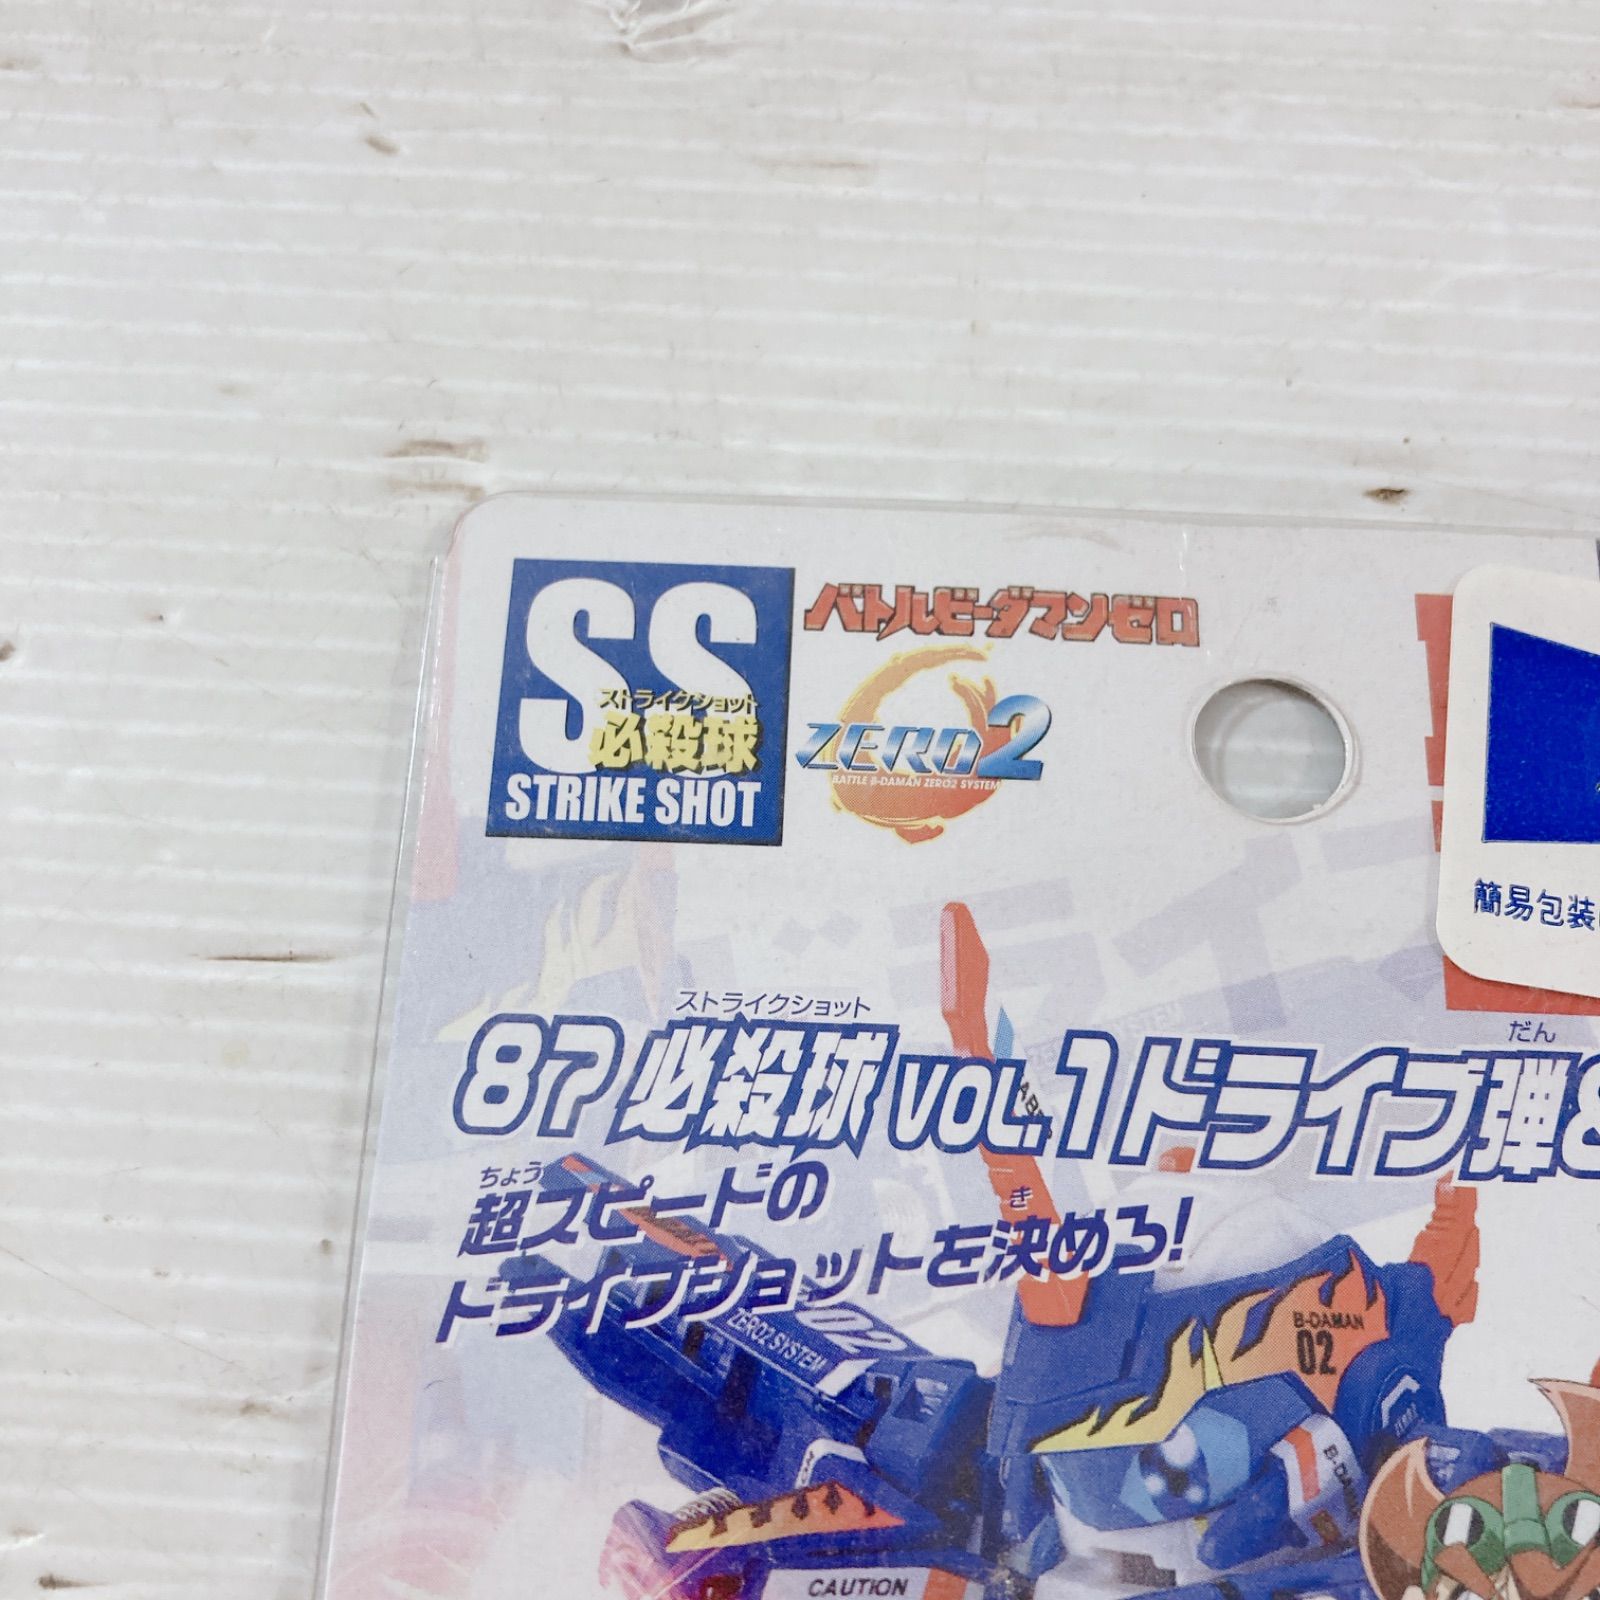 SS
ストライクショット
必殺球
STRIKE SHOT
バトルビーダマンゼロ
ZERO2
BATTLE β-DAMAN ZERO2 SYSTEM
簡易包装
ストライクショット
だん
87 必殺球 VOL.1 ドライブ弾&
ちょう
超スピードの
き
ドライブショットを決めろ!
02
ZERO2 SYSTEM
B-DAMAN
02
ZERO2
B-DAMA
CAUTION